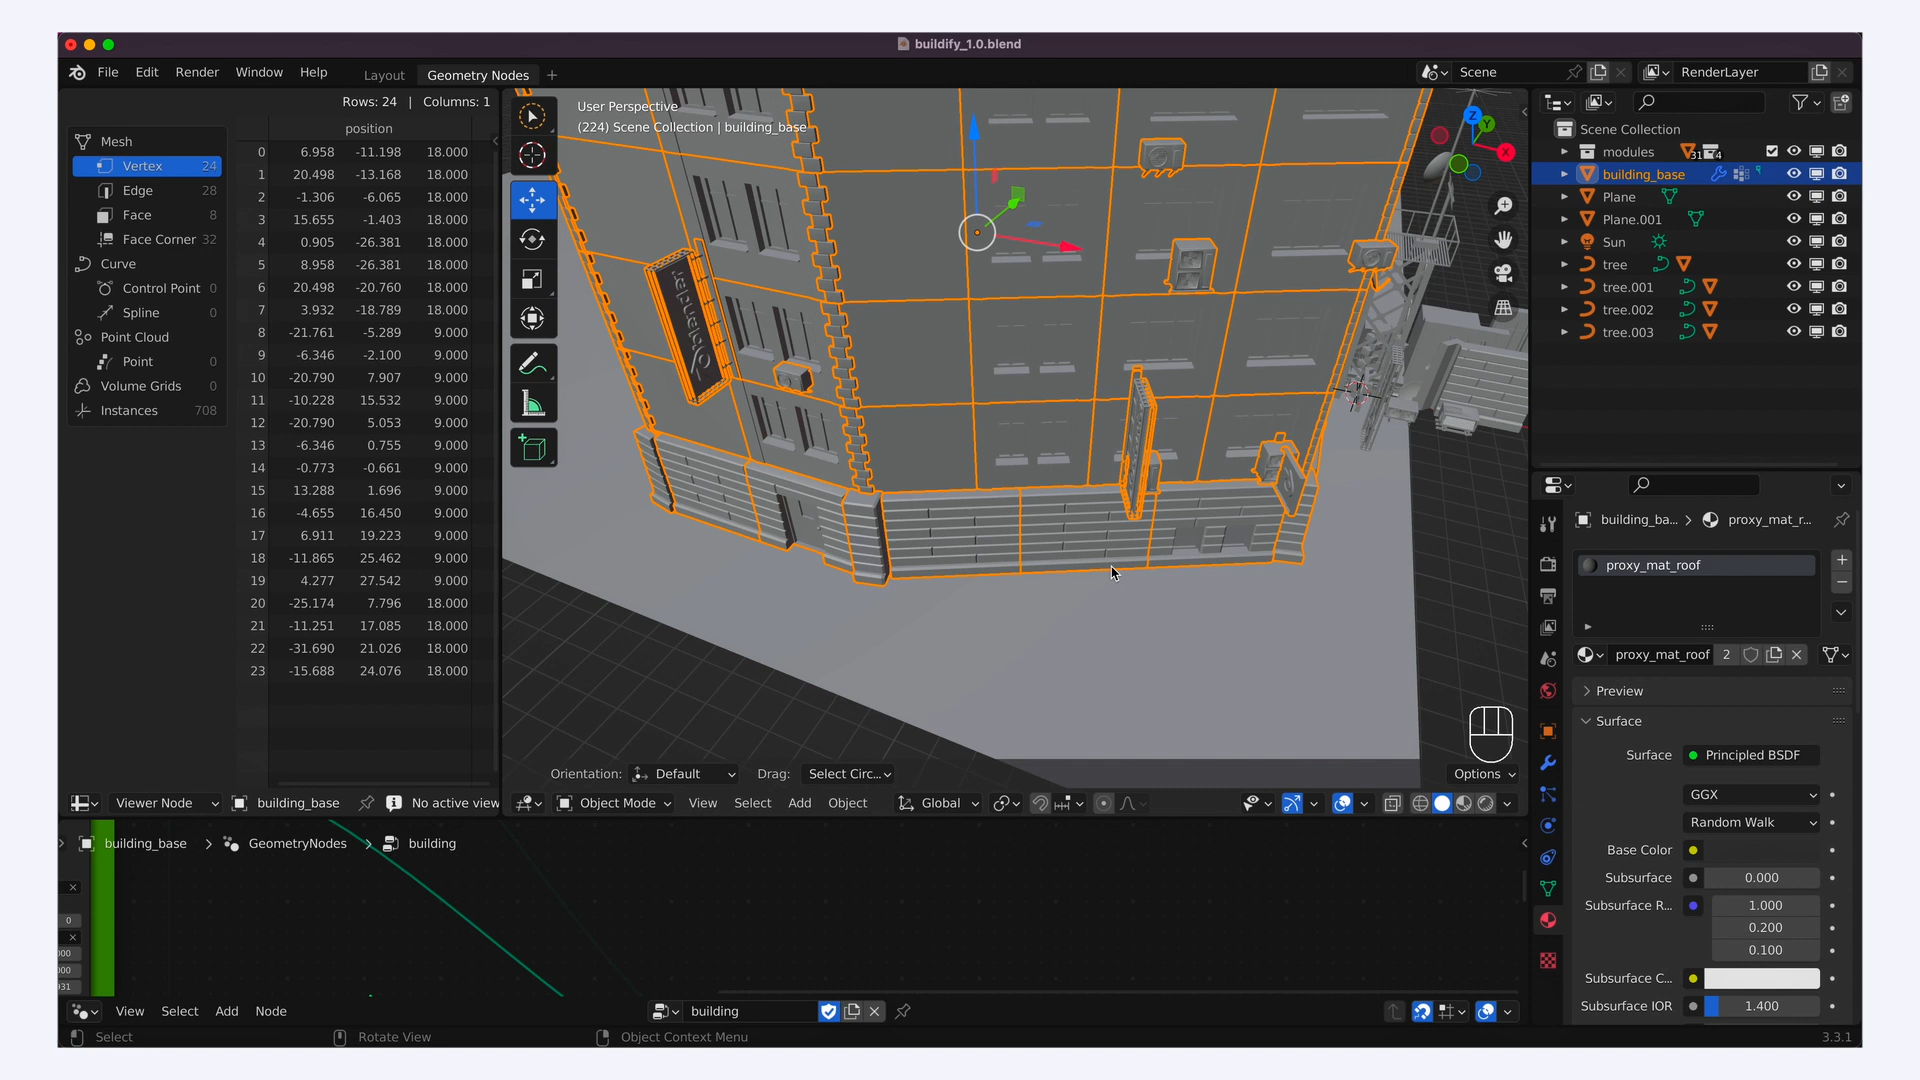 buildify_1.0.blend
File Edit Render Window Help Layout Geometry Nodes Scene RenderLayer
Rows: 24 | Columns: 1
position
Mesh
Vertex 24
Edge 28
Face 8
Face Corner 32
Curve
Control Point 0
Spline 0
Point Cloud
Point 0
Volume Grids 0
Instances 708
0 6.958 -11.198 18.000
1 20.498 -13.168 18.000
2 -1.306 -6.065 18.000
3 15.655 -1.403 18.000
4 0.905 -26.381 18.000
5 8.958 -26.381 18.000
6 20.498 -20.760 18.000
7 3.932 -18.789 18.000
8 -21.761 -5.289 9.000
9 -6.346 -2.100 9.000
10 -20.790 7.907 9.000
11 -10.228 15.532 9.000
12 -20.790 5.053 9.000
13 -6.346 0.755 9.000
14 -0.773 -0.661 9.000
15 13.288 1.696 9.000
16 -4.655 16.450 9.000
17 6.911 19.223 9.000
18 -11.865 25.462 9.000
19 4.277 27.542 9.000
20 -25.174 7.796 18.000
21 -11.251 17.085 18.000
22 -31.690 21.026 18.000
23 -15.688 24.076 18.000
User Perspective
(224) Scene Collection | building_base
Z
Y
X
Orientation: Default Drag: Select Circ... Options
Viewer Node building_base No active view
Object Mode View Select Add Object Global
Scene Collection
modules 31 4
building_base
Plane
Plane.001
Sun
tree
tree.001
tree.002
tree.003
building_ba... > proxy_mat_r...
proxy_mat_roof
proxy_mat_roof 2
Preview
Surface
Surface Principled BSDF
GGX
Random Walk
Base Color
Subsurface 0.000
Subsurface R... 1.000
0.200
0.100
Subsurface C...
Subsurface IOR 1.400
building_base > GeometryNodes > building
0
000
000
931
View Select Add Node building
Select Rotate View Object Context Menu 3.3.1